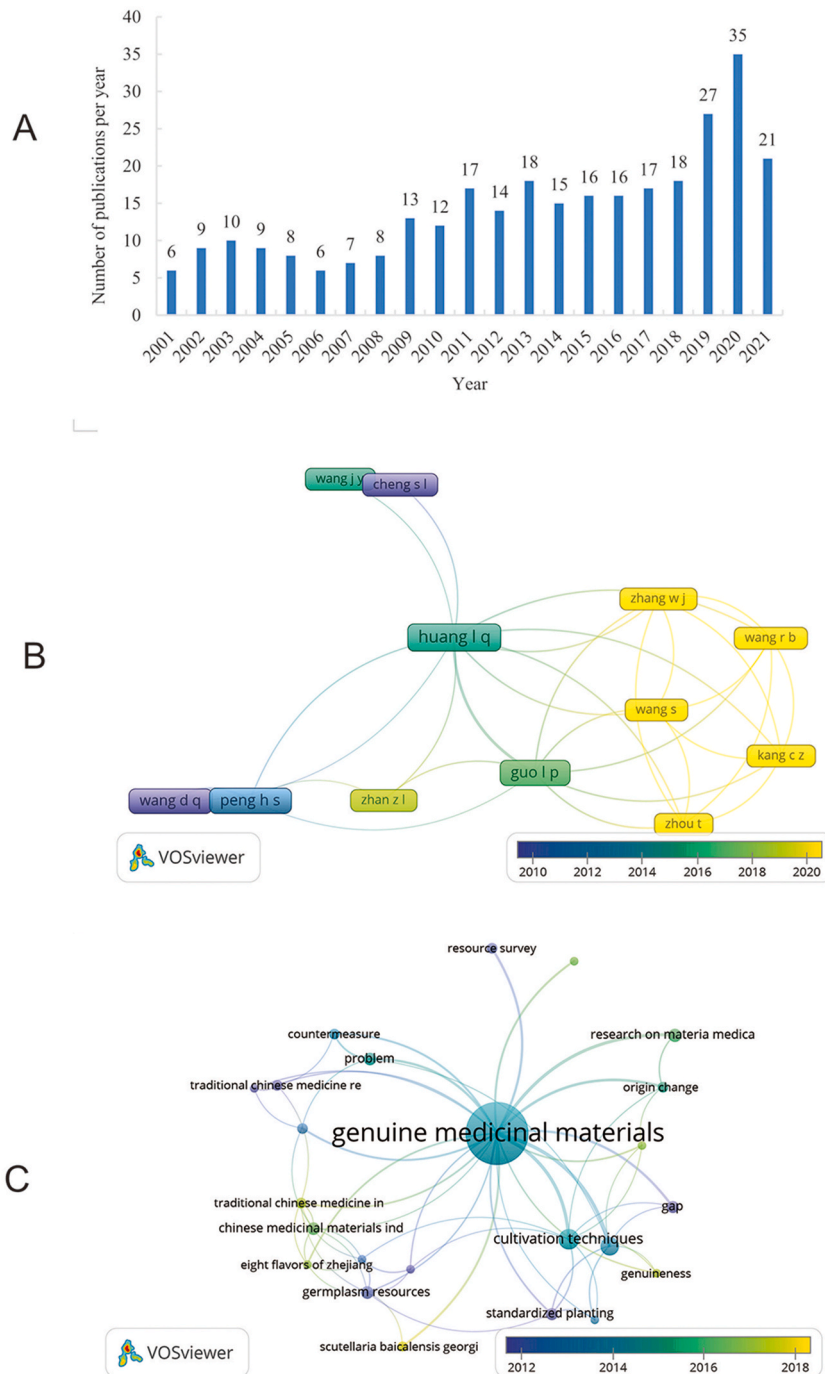 A
Number of publications per year
40
35
30
25
20
15
10
5
0
6
9
10
9
8
6
7
8
13
12
17
14
18
15
16
16
17
18
27
35
21
2001
2002
2003
2004
2005
2006
2007
2008
2009
2010
2011
2012
2013
2014
2015
2016
2017
2018
2019
2020
2021
Year
B
wang j y
cheng s l
zhang w j
huang l q
wang r b
wang s
kang c z
guo l p
wang d q
peng h s
zhan z l
zhou t
VOSviewer
2010
2012
2014
2016
2018
2020
C
resource survey
countermeasure
research on materia medica
problem
traditional chinese medicine re
origin change
genuine medicinal materials
traditional chinese medicine in
gap
chinese medicinal materials ind
cultivation techniques
eight flavors of zhejiang
genuineness
germplasm resources
standardized planting
scutellaria baicalensis georgi
VOSviewer
2012
2014
2016
2018